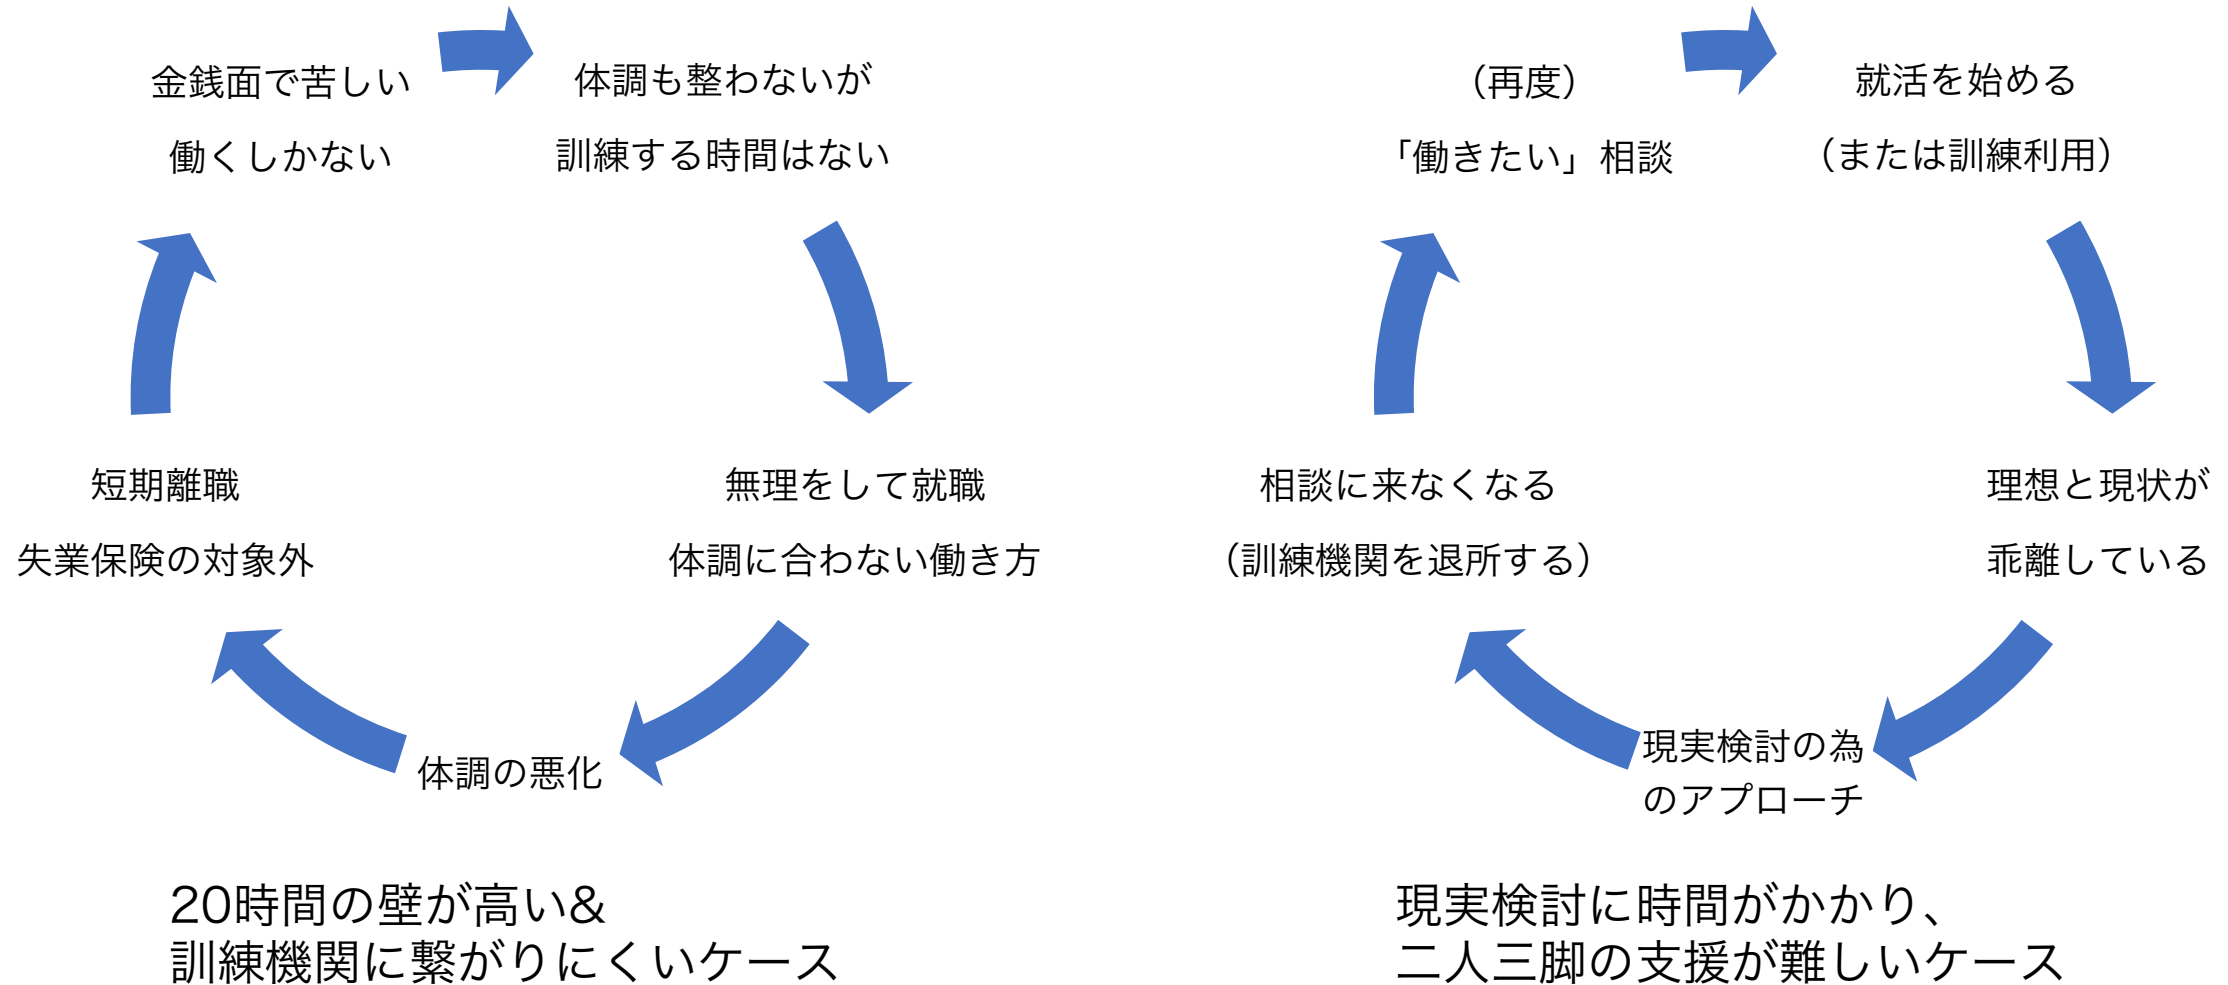 金銭面で苦しい
働くしかない
体調も整わないが
訓練する時間はない
無理をして就職
体調に合わない働き方
体調の悪化
短期離職
失業保険の対象外
20時間の壁が高い&
訓練機関に繋がりにくいケース
（再度）
「働きたい」相談
就活を始める
（または訓練利用）
理想と現状が
乖離している
現実検討の為
のアプローチ
相談に来なくなる
（訓練機関を退所する）
現実検討に時間がかかり、
二人三脚の支援が難しいケース